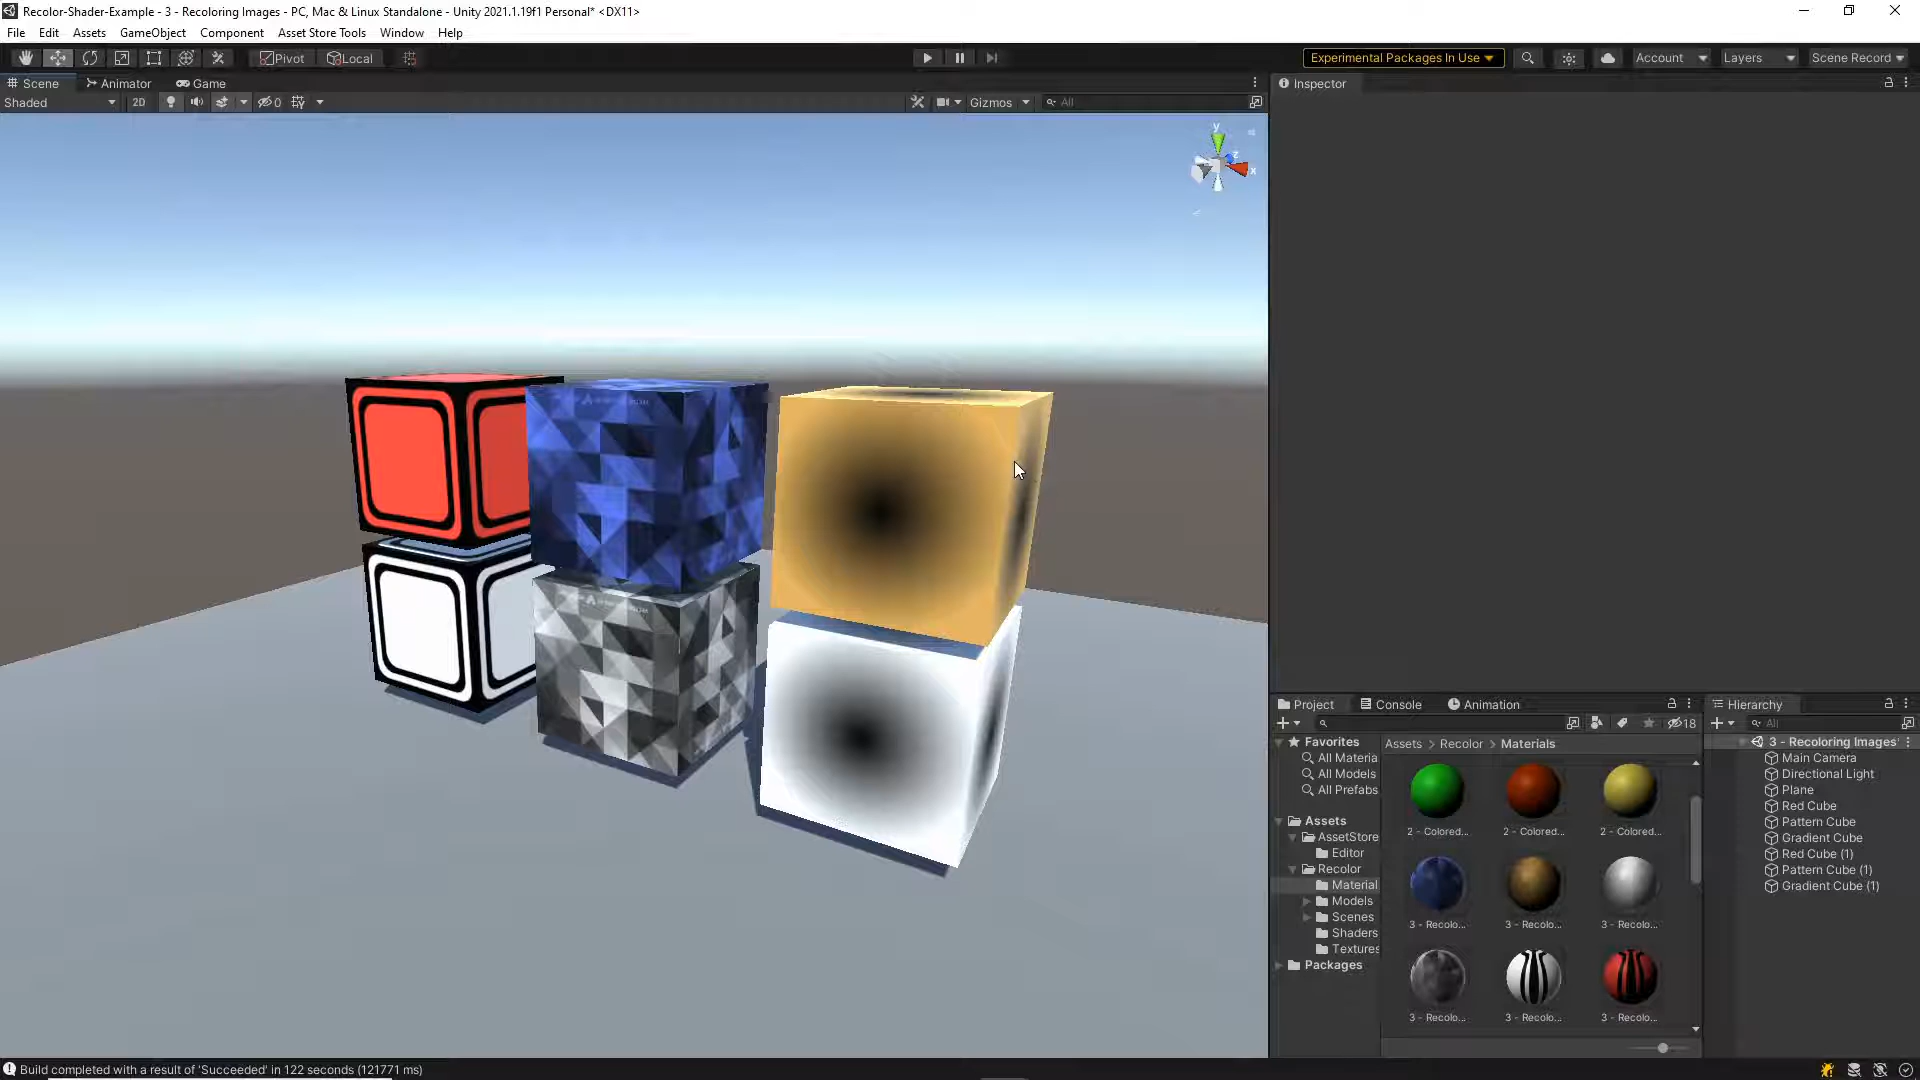 Recolor-Shader-Example - 3 - Recoloring Images - PC, Mac & Linux Standalone - Unity 2021.1.19f1 Personal* <DX11>
File Edit Assets GameObject Component Asset Store Tools Window Help
Pivot Local Experimental Packages In Use Account Layers Scene Record
Scene Animator Game Inspector
Shaded 2D 0 Gizmos All
y
z
x
Project Console Animation Hierarchy
18 All
Favorites
All Materia
All Models
All Prefabs
Assets
AssetStore
Editor
Recolor
Material
Models
Scenes
Shaders
Textures
Packages
Assets > Recolor > Materials
2 - Colored... 2 - Colored... 2 - Colored...
3 - Recolo... 3 - Recolo... 3 - Recolo...
3 - Recolo... 3 - Recolo... 3 - Recolo...
3 - Recoloring Images*
Main Camera
Directional Light
Plane
Red Cube
Pattern Cube
Gradient Cube
Red Cube (1)
Pattern Cube (1)
Gradient Cube (1)
Build completed with a result of 'Succeeded' in 122 seconds (121771 ms)